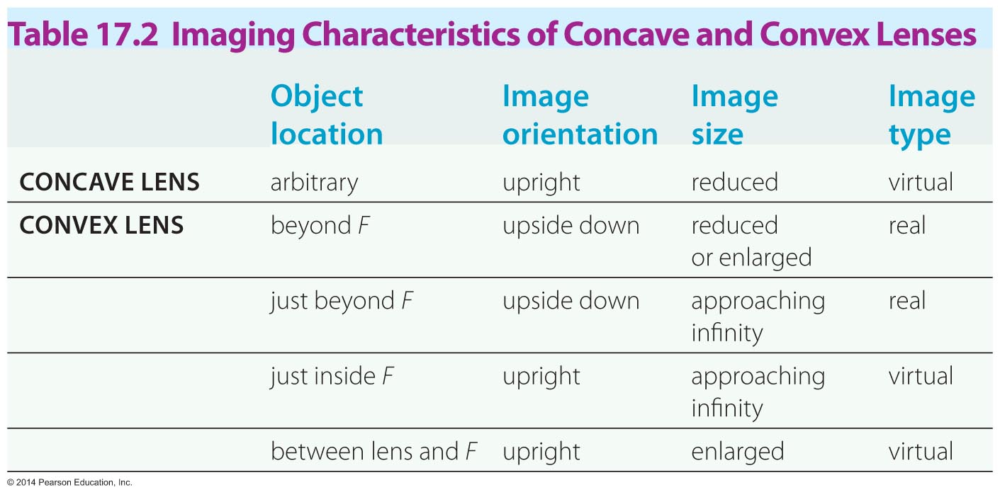 Table 17.2 Imaging Characteristics of Concave and Convex Lenses
Object location Image orientation Image size Image type
CONCAVE LENS arbitrary upright reduced virtual
CONVEX LENS beyond F upside down reduced or enlarged real
just beyond F upside down approaching infinity real
just inside F upright approaching infinity virtual
between lens and F upright enlarged virtual
© 2014 Pearson Education, Inc.